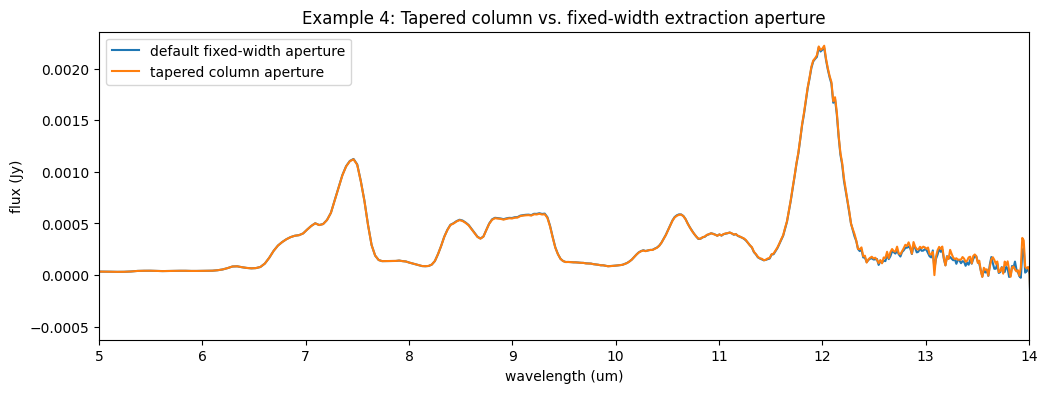 Example 4: Tapered column vs. fixed-width extraction aperture
default fixed-width aperture
tapered column aperture
flux (Jy)
0.0020
0.0015
0.0010
0.0005
0.0000
−0.0005
5 6 7 8 9 10 11 12 13 14
wavelength (um)